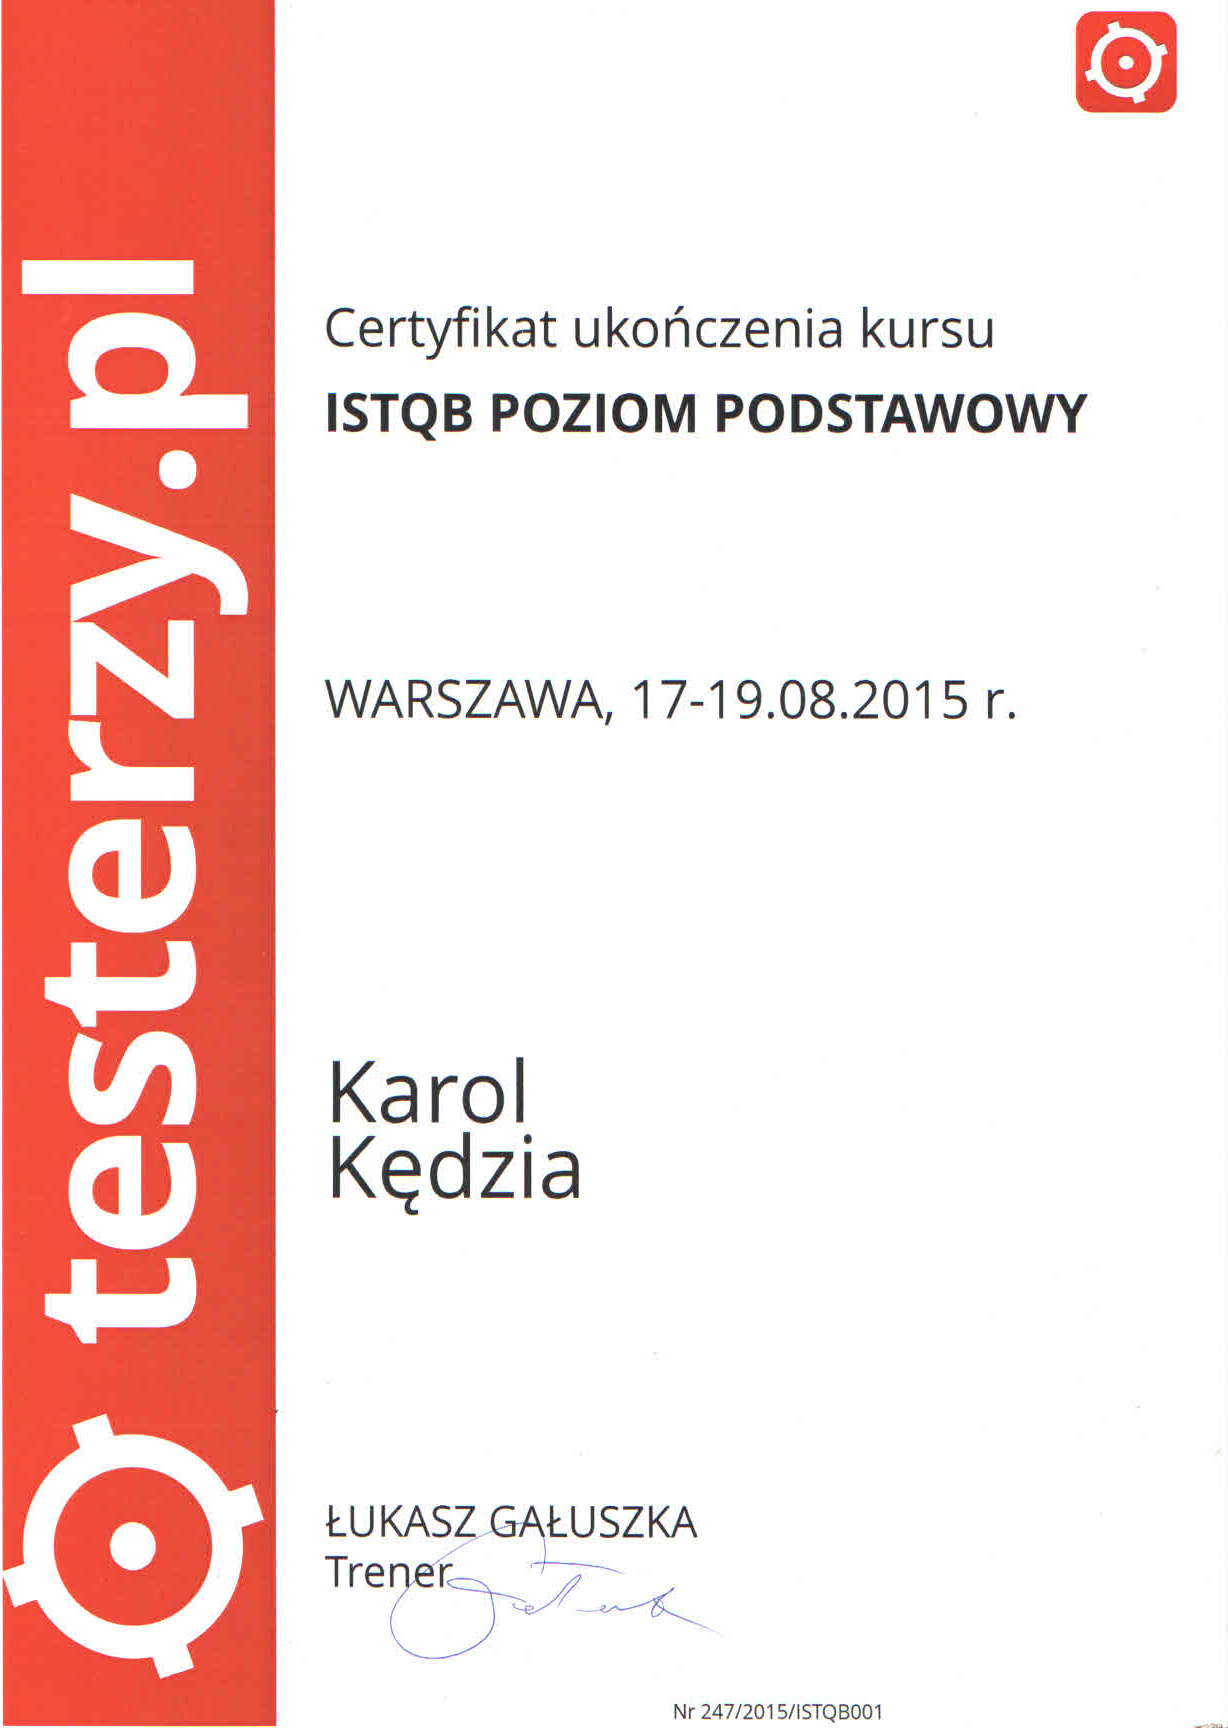 testerzy.pl
Certyfikat ukończenia kursu
ISTQB POZIOM PODSTAWOWY
WARSZAWA, 17-19.08.2015 r.
Karol
Kędzia
ŁUKASZ GAŁUSZKA
Trener
Nr 247/2015/ISTQB001